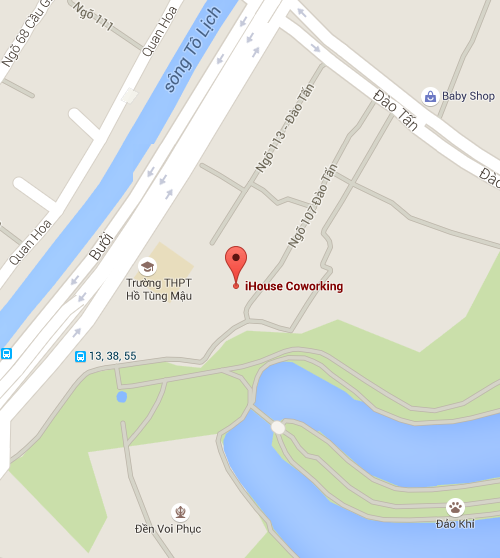 Ngõ 68 Cầu G
Ngõ 111
Quan Hoa
sông Tô Lịch
Baby Shop
Đào Tấn
Đào
Ngõ 113 - Đào Tấn
Ngõ 107 Đào Tấn
Quan Hoa
Bưởi
iHouse Coworking
Trường THPT
Hồ Tùng Mậu
13, 38, 55
Đền Voi Phục
Đảo Khỉ